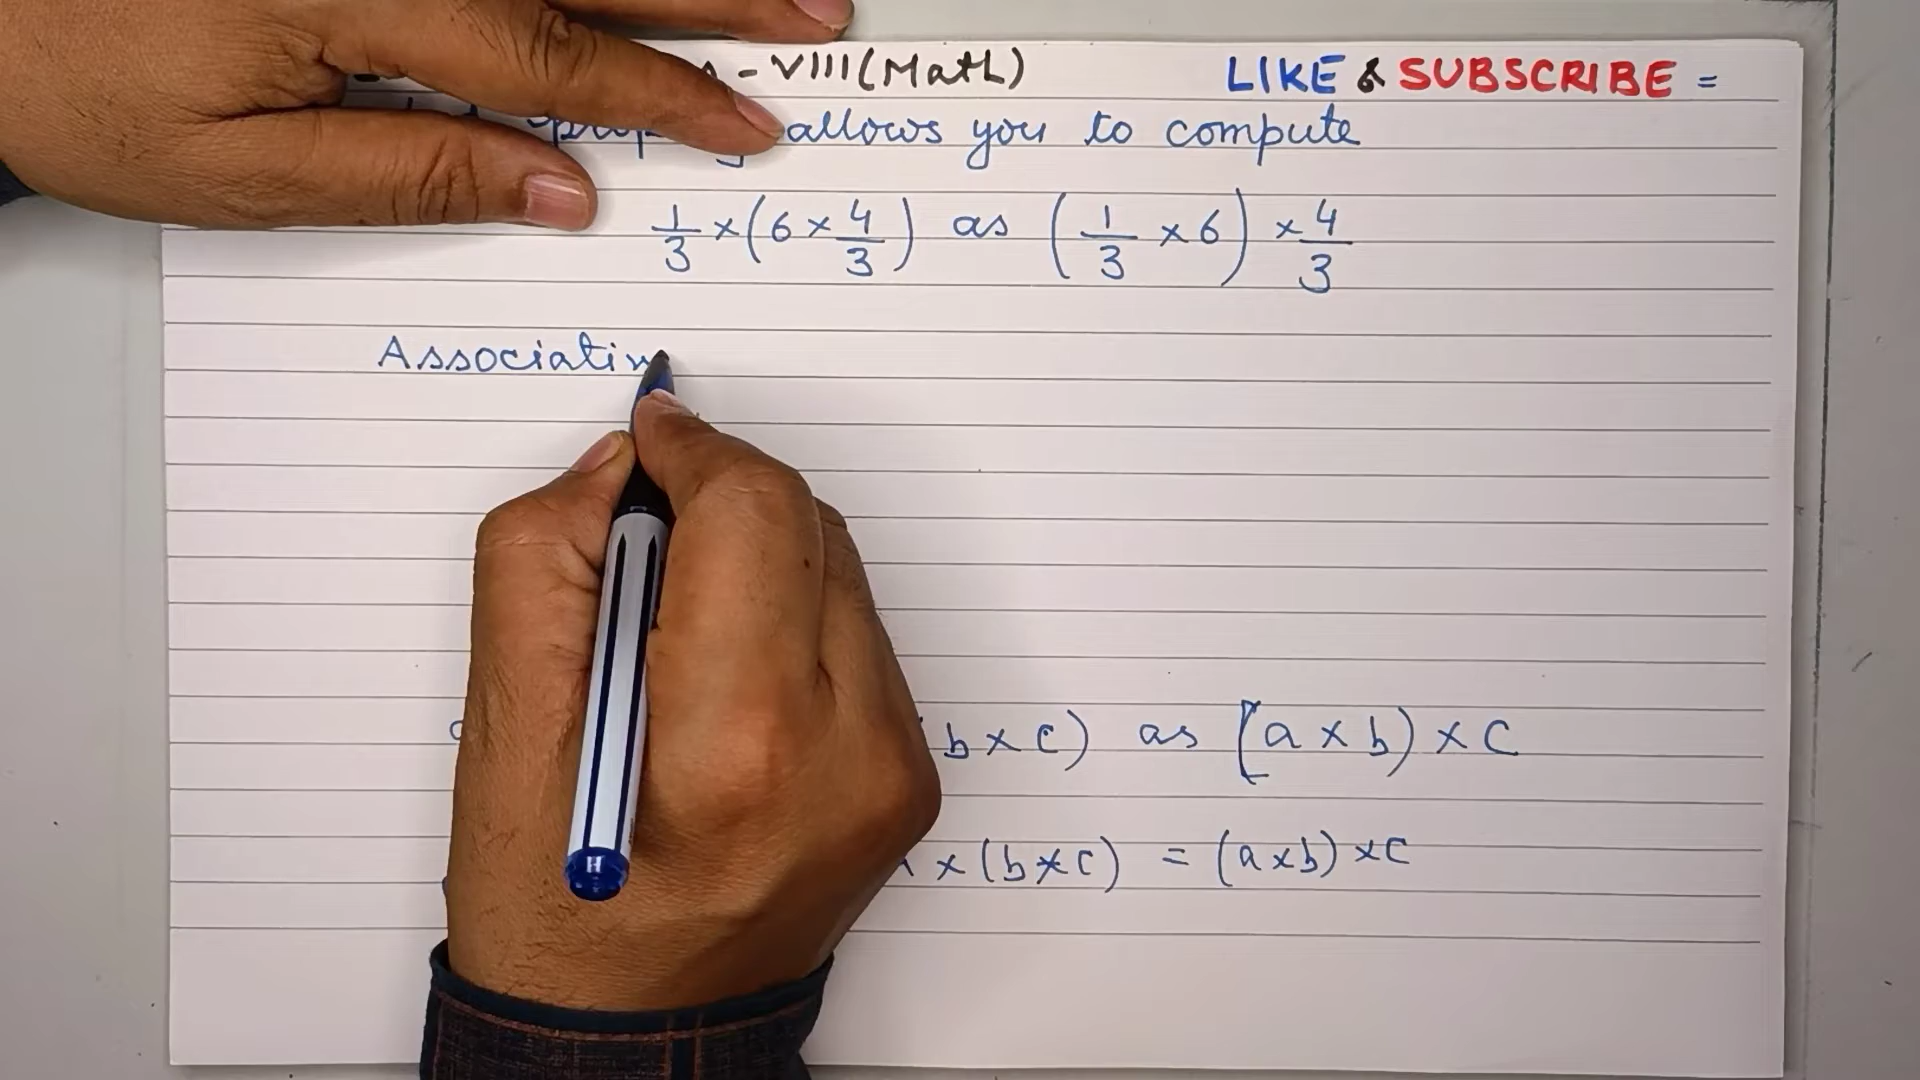 - VIII (Math) LIKE & SUBSCRIBE =
allows you to compute
1/3 × (6 × 4/3) as (1/3 × 6) × 4/3
b × c) as (a × b) × c
× (b × c) = (a × b) × c